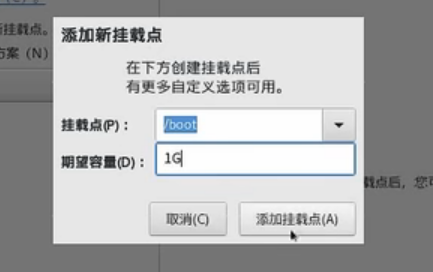 挂载点。
添加新挂载点
方案（N）
在下方创建挂载点后
有更多自定义选项可用。
挂载点(P)：
/boot
期望容量(D)：
1G
载点后，您
取消(C)
添加挂载点(A)